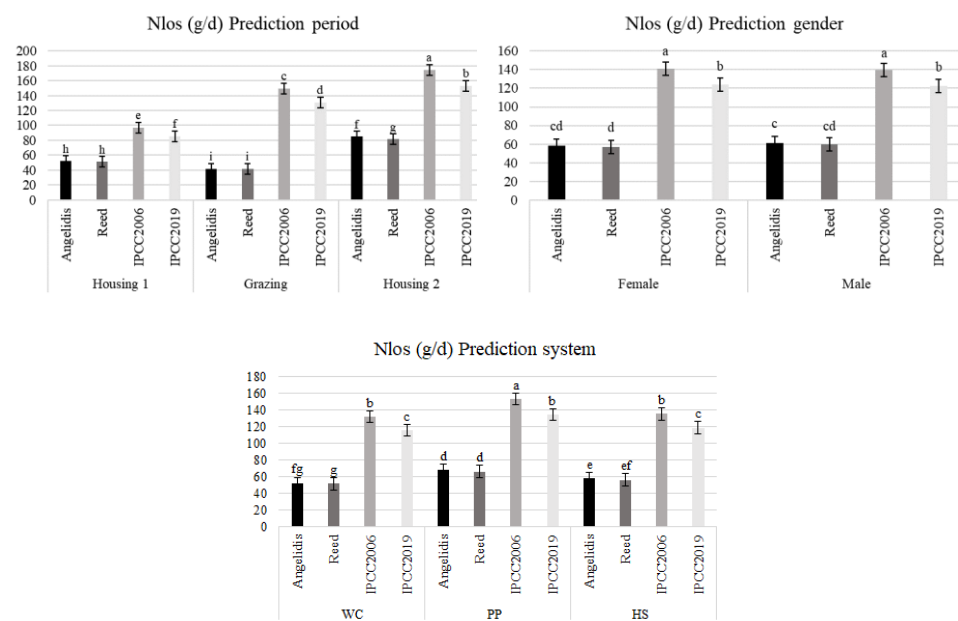 Nlos (g/d) Prediction period
200
180
160
140
120
100
80
60
40
20
0
h h e f i i c d f g a b
Angelidis Reed IPCC2006 IPCC2019 Angelidis Reed IPCC2006 IPCC2019 Angelidis Reed IPCC2006 IPCC2019
Housing 1 Grazing Housing 2
Nlos (g/d) Prediction gender
160
140
120
100
80
60
40
20
0
cd d a b c cd a b
Angelidis Reed IPCC2006 IPCC2019 Angelidis Reed IPCC2006 IPCC2019
Female Male
Nlos (g/d) Prediction system
180
160
140
120
100
80
60
40
20
0
fg g b c d d a b e ef b c
Angelidis Reed IPCC2006 IPCC2019 Angelidis Reed IPCC2006 IPCC2019 Angelidis Reed IPCC2006 IPCC2019
WC PP HS